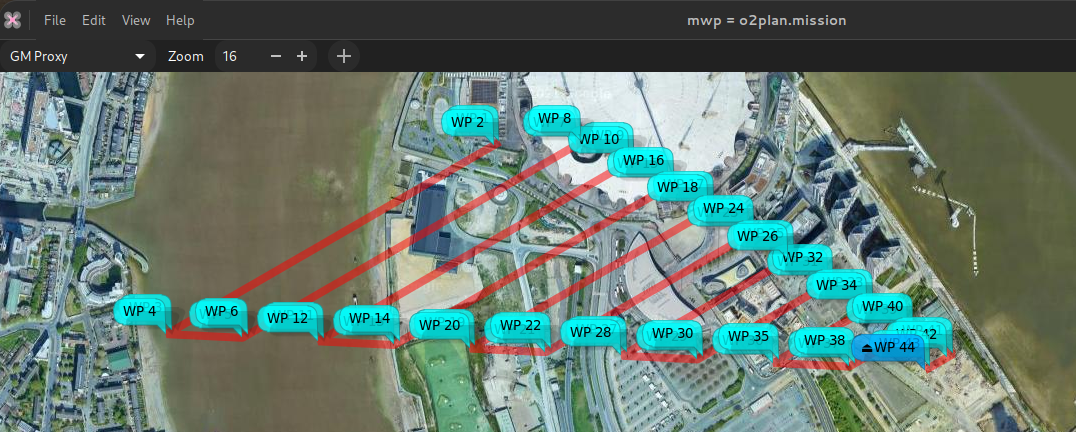 File Edit View Help mwp = o2plan.mission
GM Proxy Zoom 16 − + +
WP 2 WP 8
WP 10
WP 16
WP 18
WP 24
WP 26
WP 32
WP 34
WP 40
WP 4 WP 6 WP 12 WP 14 WP 20 WP 22 WP 28 WP 30 WP 35 WP 38 WP 44 42